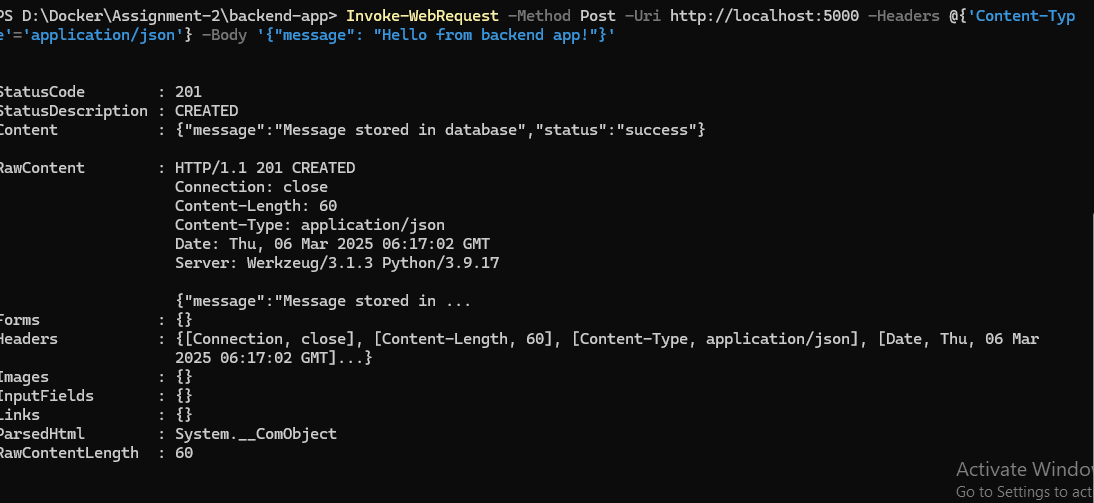 PS D:\Docker\Assignment-2\backend-app> Invoke-WebRequest -Method Post -Uri http://localhost:5000 -Headers @{'Content-Typ
e'='application/json'} -Body '{"message": "Hello from backend app!"}'
StatusCode        : 201
StatusDescription : CREATED
Content           : {"message":"Message stored in database","status":"success"}
RawContent        : HTTP/1.1 201 CREATED
Connection: close
Content-Length: 60
Content-Type: application/json
Date: Thu, 06 Mar 2025 06:17:02 GMT
Server: Werkzeug/3.1.3 Python/3.9.17
{"message":"Message stored in ...
Forms             : {}
Headers           : {[Connection, close], [Content-Length, 60], [Content-Type, application/json], [Date, Thu, 06 Mar
2025 06:17:02 GMT]...}
Images            : {}
InputFields       : {}
Links             : {}
ParsedHtml        : System.__ComObject
RawContentLength  : 60
Activate Windo
Go to Settings to act